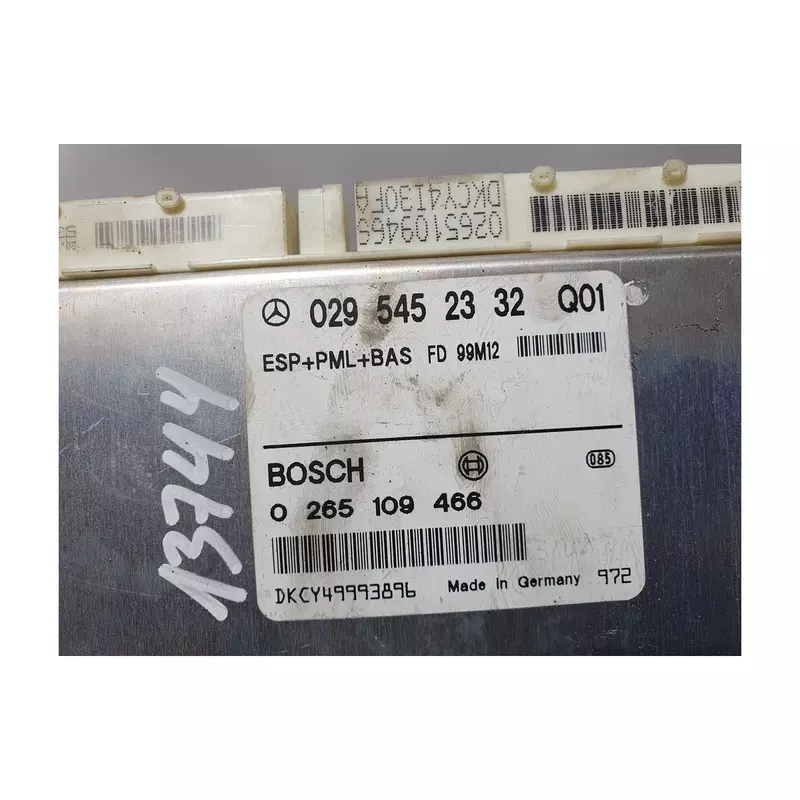 0265109466
DKCY4I30FA
029 545 23 32 Q01
ESP+PML+BAS FD 99M12
BOSCH
085
0 265 109 466
DKCY49993896 Made in Germany 972
13744